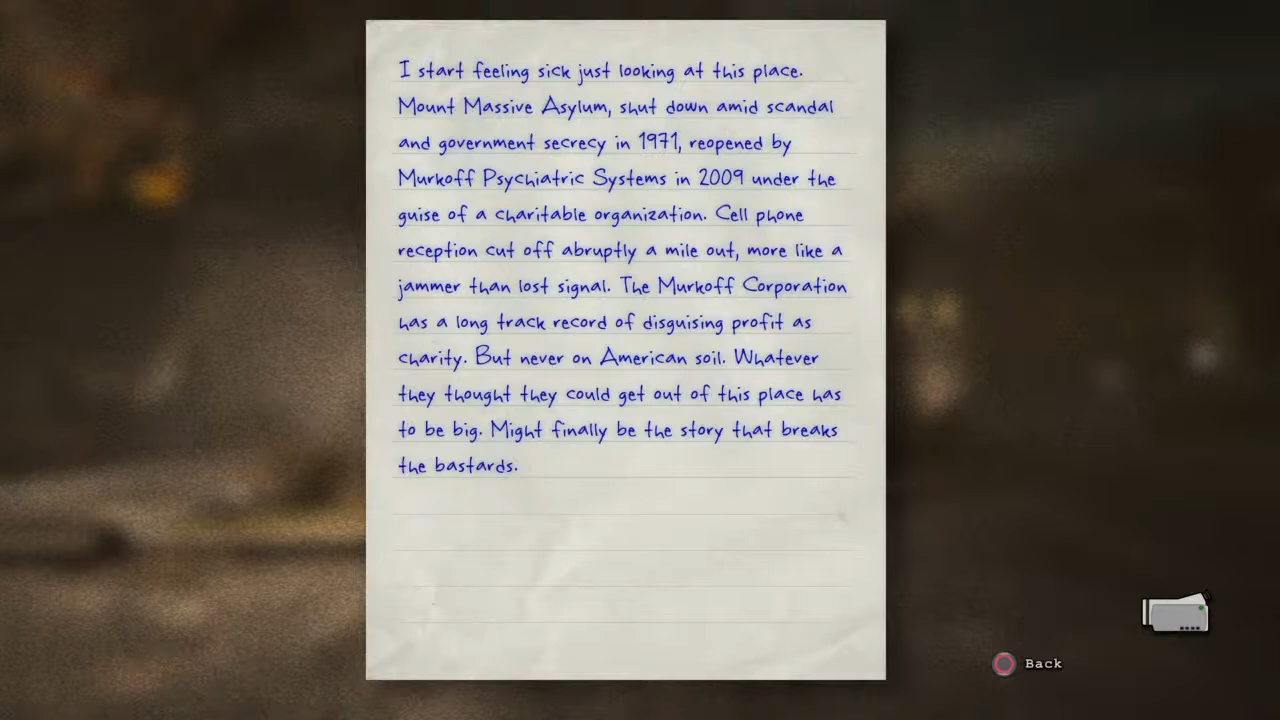 I start feeling sick just looking at this place.
Mount Massive Asylum, shut down amid scandal
and government secrecy in 1971, reopened by
Murkoff Psychiatric Systems in 2009 under the
guise of a charitable organization. Cell phone
reception cut off abruptly a mile out, more like a
jammer than lost signal. The Murkoff Corporation
has a long track record of disguising profit as
charity. But never on American soil. Whatever
they thought they could get out of this place has
to be big. Might finally be the story that breaks
the bastards.
Back